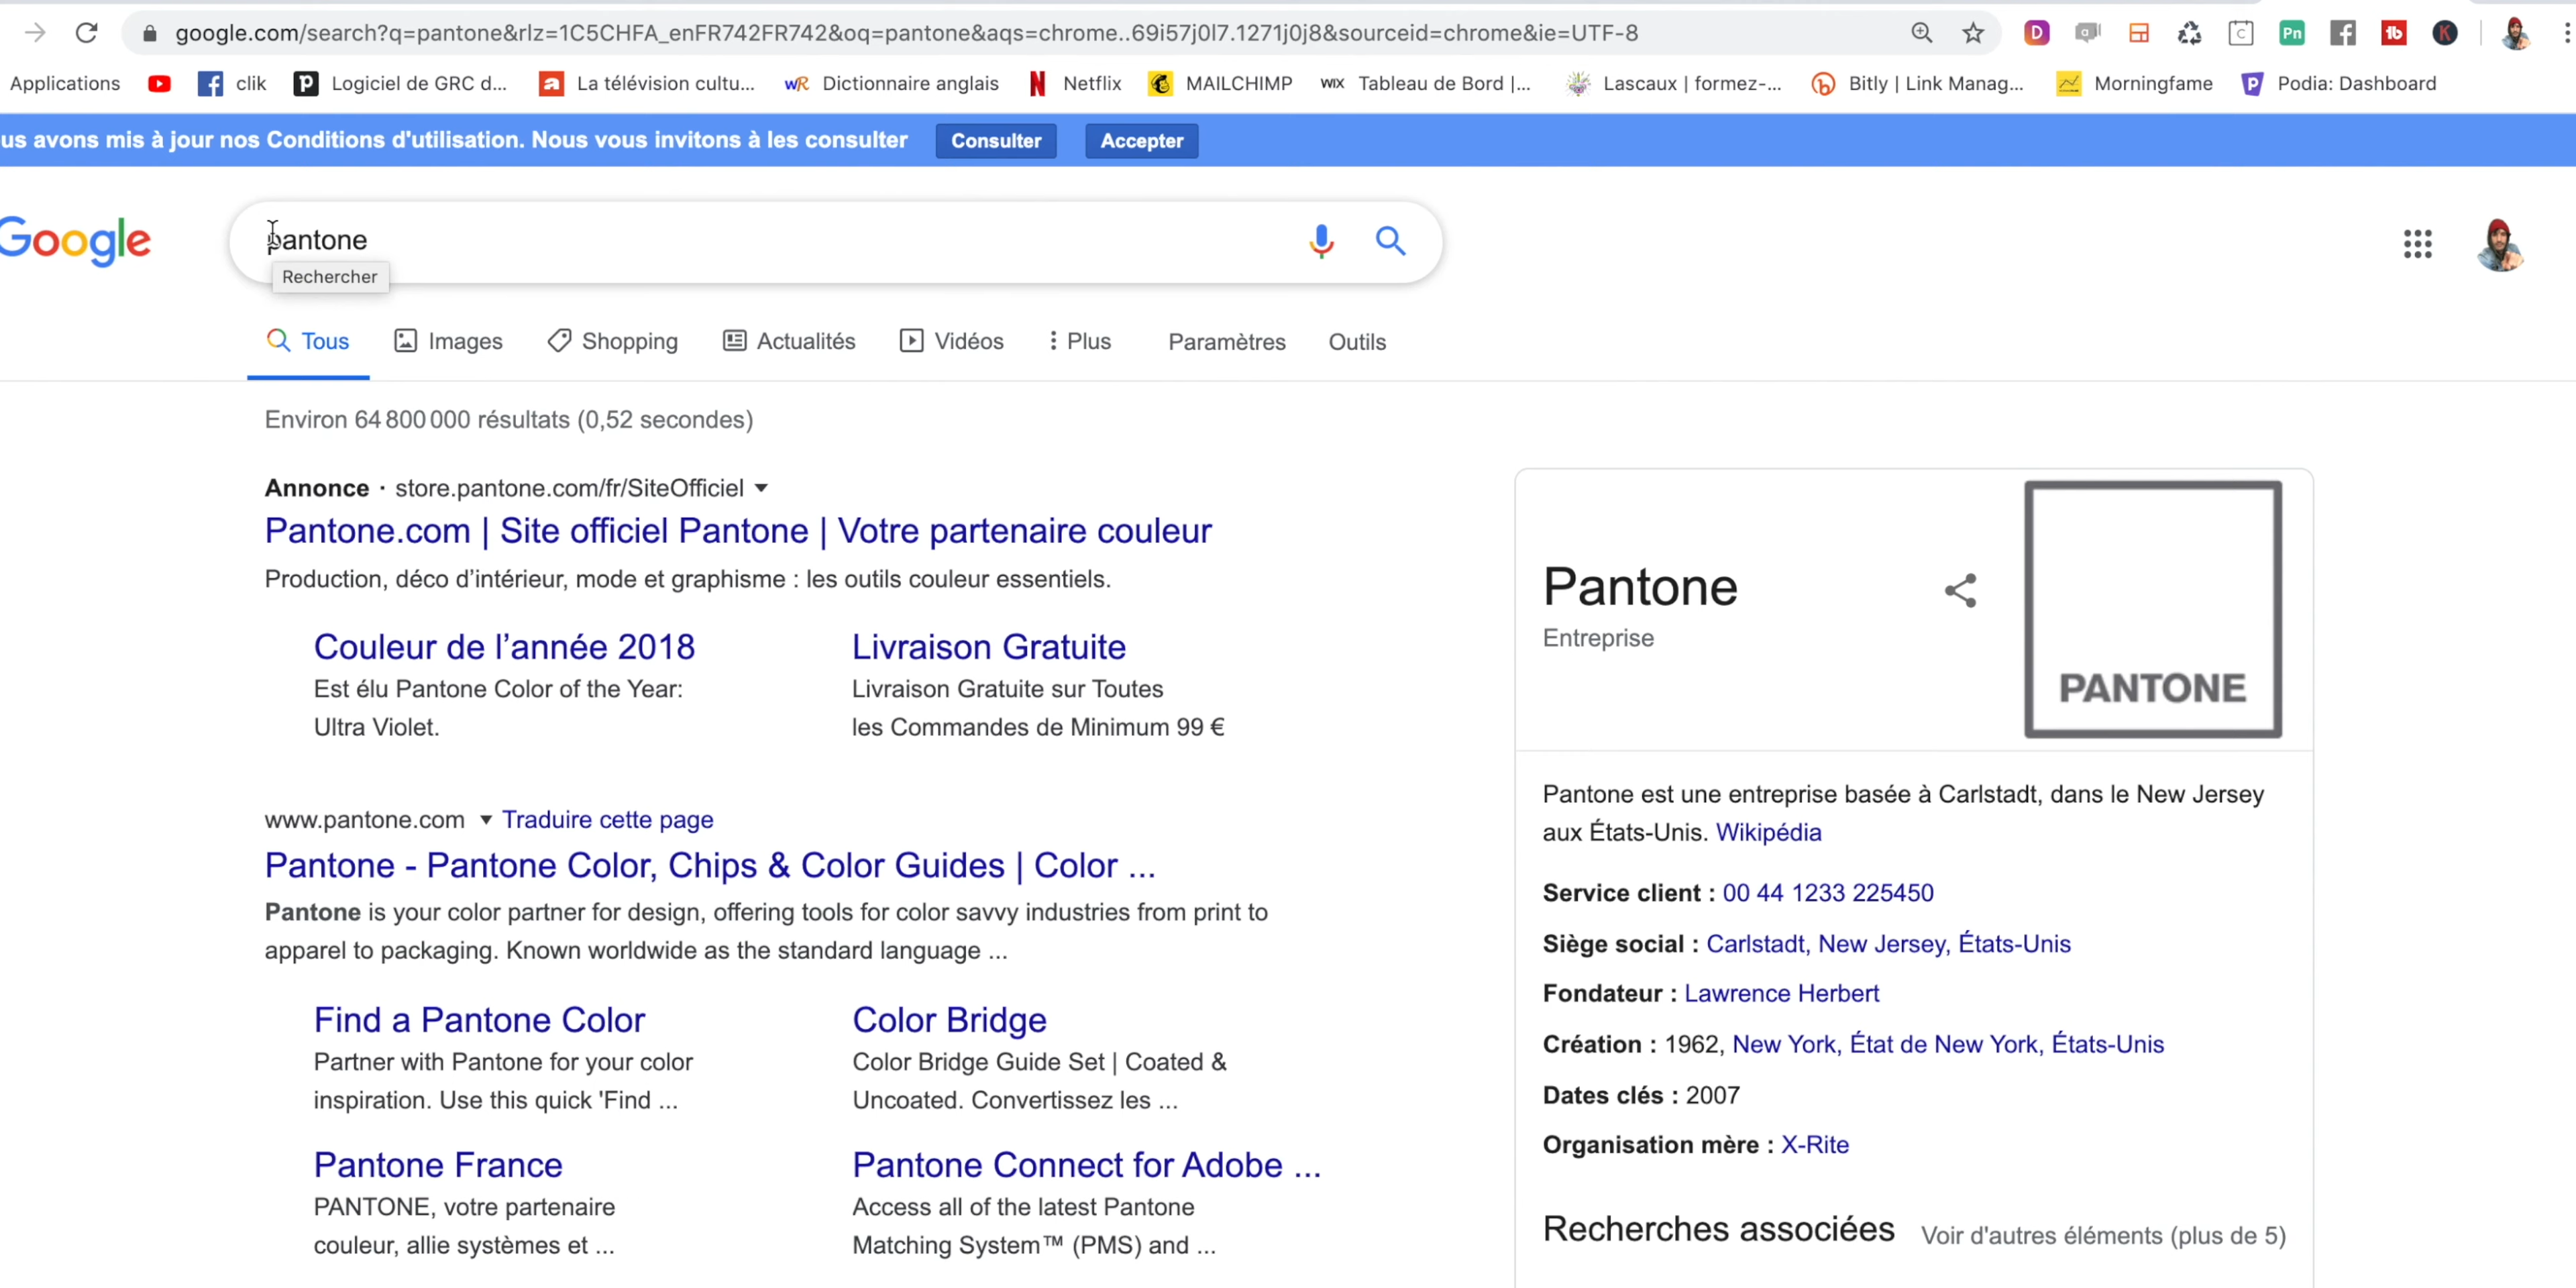 google.com/search?q=pantone&rlz=1C5CHFA_enFR742FR742&oq=pantone&aqs=chrome..69i57j0l7.1271j0j8&sourceid=chrome&ie=UTF-8
Applications clik Logiciel de GRC d... La télévision cultu... Dictionnaire anglais Netflix MAILCHIMP WIX Tableau de Bord |... Lascaux | formez-... Bitly | Link Manag... Morningfame Podia: Dashboard
us avons mis à jour nos Conditions d'utilisation. Nous vous invitons à les consulter Consulter Accepter
Google pantone
Rechercher
Tous Images Shopping Actualités Vidéos Plus Paramètres Outils
Environ 64 800 000 résultats (0,52 secondes)
Annonce · store.pantone.com/fr/SiteOfficiel
Pantone.com | Site officiel Pantone | Votre partenaire couleur
Production, déco d’intérieur, mode et graphisme : les outils couleur essentiels.
Couleur de l’année 2018
Est élu Pantone Color of the Year:
Ultra Violet.
Livraison Gratuite
Livraison Gratuite sur Toutes
les Commandes de Minimum 99 €
www.pantone.com Traduire cette page
Pantone - Pantone Color, Chips & Color Guides | Color ...
Pantone is your color partner for design, offering tools for color savvy industries from print to
apparel to packaging. Known worldwide as the standard language ...
Find a Pantone Color
Partner with Pantone for your color
inspiration. Use this quick 'Find ...
Color Bridge
Color Bridge Guide Set | Coated &
Uncoated. Convertissez les ...
Pantone France
PANTONE, votre partenaire
couleur, allie systèmes et ...
Pantone Connect for Adobe ...
Access all of the latest Pantone
Matching System™ (PMS) and ...
Pantone
Entreprise
PANTONE
Pantone est une entreprise basée à Carlstadt, dans le New Jersey
aux États-Unis. Wikipédia
Service client : 00 44 1233 225450
Siège social : Carlstadt, New Jersey, États-Unis
Fondateur : Lawrence Herbert
Création : 1962, New York, État de New York, États-Unis
Dates clés : 2007
Organisation mère : X-Rite
Recherches associées Voir d'autres éléments (plus de 5)